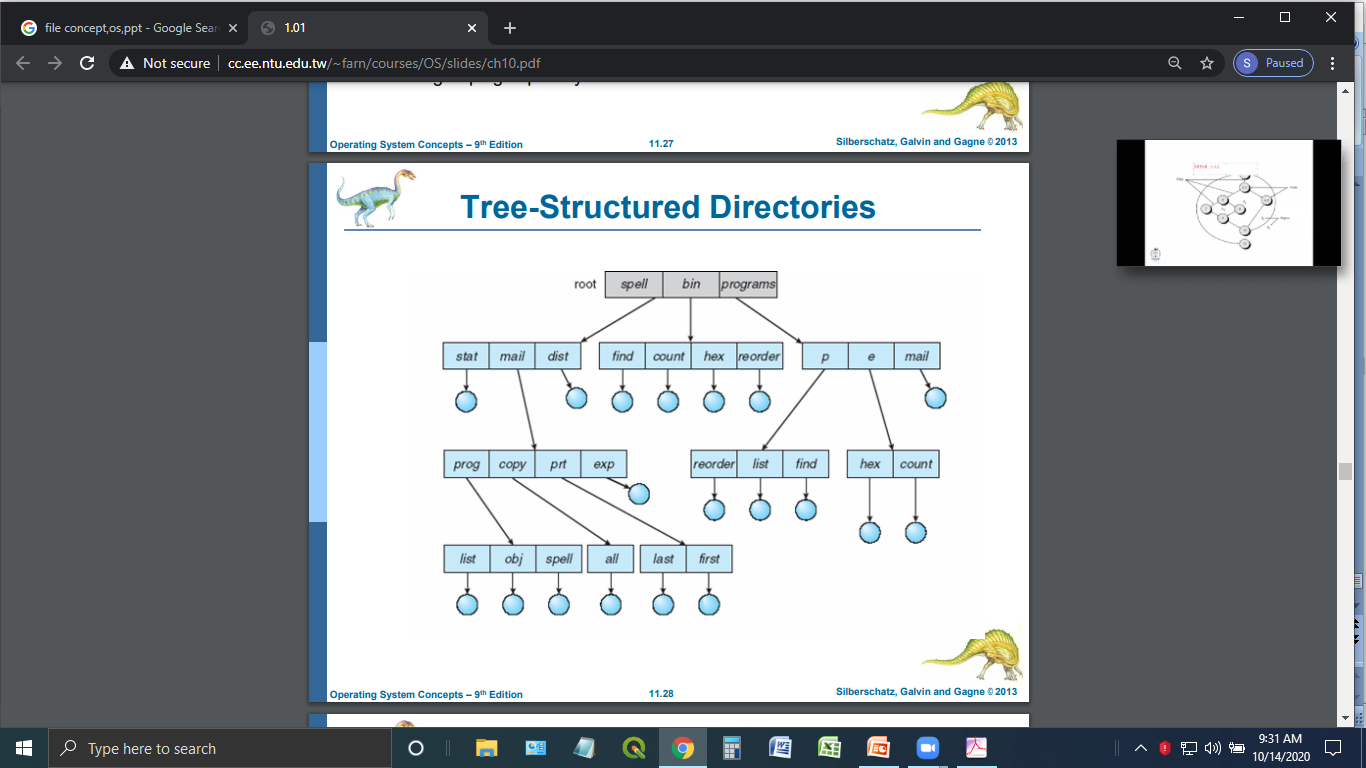 file concept,os,ppt - Google Sear
1.01
Not secure
cc.ee.ntu.edu.tw/~farn/courses/OS/slides/ch10.pdf
S Paused
Operating System Concepts – 9th Edition 11.27 Silberschatz, Galvin and Gagne © 2013
Tree-Structured Directories
root spell bin programs
stat mail dist find count hex reorder p e mail
prog copy prt exp reorder list find hex count
list obj spell all last first
Operating System Concepts – 9th Edition 11.28 Silberschatz, Galvin and Gagne © 2013
Type here to search
9:31 AM
10/14/2020